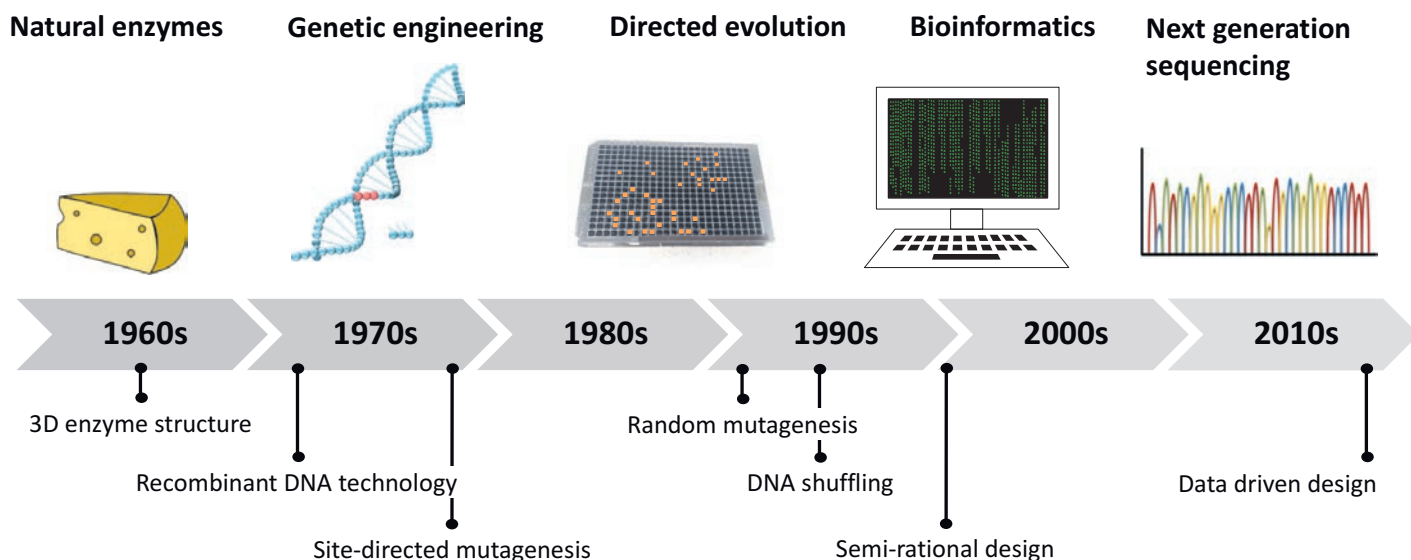 Natural enzymes
Genetic engineering
Directed evolution
Bioinformatics
Next generation
sequencing
1960s
1970s
1980s
1990s
2000s
2010s
3D enzyme structure
Random mutagenesis
Recombinant DNA technology
DNA shuffling
Data driven design
Site-directed mutagenesis
Semi-rational design